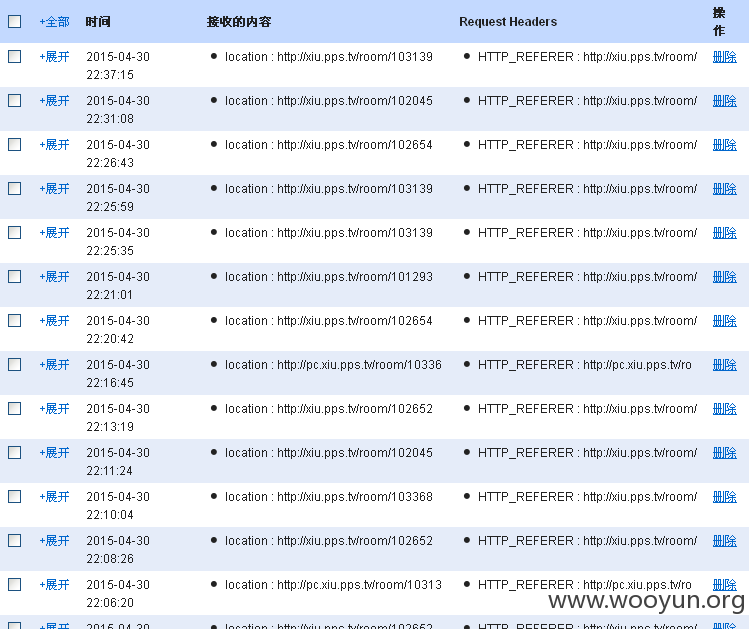 +全部 时间 接收的内容 Request Headers 操作
+展开 2015-04-30 22:37:15 location : http://xiu.pps.tv/room/103139 HTTP_REFERER : http://xiu.pps.tv/room/ 删除
+展开 2015-04-30 22:31:08 location : http://xiu.pps.tv/room/102045 HTTP_REFERER : http://xiu.pps.tv/room/ 删除
+展开 2015-04-30 22:26:43 location : http://xiu.pps.tv/room/102654 HTTP_REFERER : http://xiu.pps.tv/room/ 删除
+展开 2015-04-30 22:25:59 location : http://xiu.pps.tv/room/103139 HTTP_REFERER : http://xiu.pps.tv/room/ 删除
+展开 2015-04-30 22:25:35 location : http://xiu.pps.tv/room/103139 HTTP_REFERER : http://xiu.pps.tv/room/ 删除
+展开 2015-04-30 22:21:01 location : http://xiu.pps.tv/room/101293 HTTP_REFERER : http://xiu.pps.tv/room/ 删除
+展开 2015-04-30 22:20:42 location : http://xiu.pps.tv/room/102654 HTTP_REFERER : http://xiu.pps.tv/room/ 删除
+展开 2015-04-30 22:16:45 location : http://pc.xiu.pps.tv/room/10336 HTTP_REFERER : http://pc.xiu.pps.tv/ro 删除
+展开 2015-04-30 22:13:19 location : http://xiu.pps.tv/room/102652 HTTP_REFERER : http://xiu.pps.tv/room/ 删除
+展开 2015-04-30 22:11:24 location : http://xiu.pps.tv/room/102045 HTTP_REFERER : http://xiu.pps.tv/room/ 删除
+展开 2015-04-30 22:10:04 location : http://xiu.pps.tv/room/103368 HTTP_REFERER : http://xiu.pps.tv/room/ 删除
+展开 2015-04-30 22:08:26 location : http://xiu.pps.tv/room/102652 HTTP_REFERER : http://xiu.pps.tv/room/ 删除
+展开 2015-04-30 22:06:20 location : http://pc.xiu.pps.tv/room/10313 HTTP_REFERER : http://pc.xiu.pps.tv/ro 删除
www.wooyun.org
+展开 2015-04-30 location : http://xiu.pps.tv/room/102652 HTTP_REFERER : http://xiu.pps.tv/room/ 删除